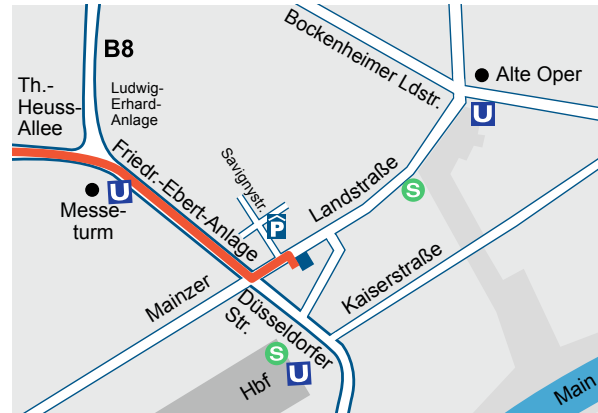 B8
Th.-
Heuss-
Allee
Ludwig-
Erhard-
Anlage
Bockenheimer Ldstr.
Alte Oper
U
Friedr.-Ebert-Anlage
U
Messe-
turm
Savignystr.
P
Landstraße
S
Mainzer
Kaiserstraße
Düsseldorfer
Str.
S
U
Hbf
Main